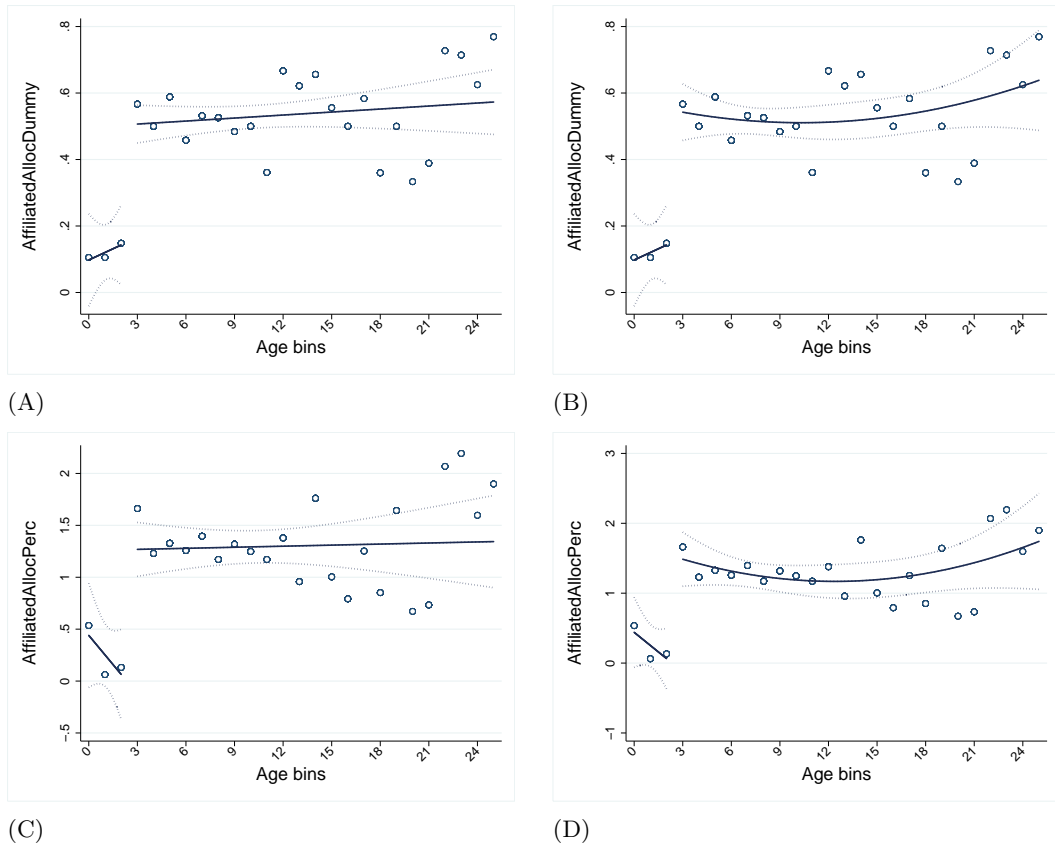 AffiliatedAllocDummy
.8
.6
.4
.2
0
0 3 6 9 12 15 18 21 24
Age bins
(A)
AffiliatedAllocDummy
.8
.6
.4
.2
0
0 3 6 9 12 15 18 21 24
Age bins
(B)
AffiliatedAllocPerc
2
1.5
1
.5
0
-.5
0 3 6 9 12 15 18 21 24
Age bins
(C)
AffiliatedAllocPerc
3
2
1
0
-1
0 3 6 9 12 15 18 21 24
Age bins
(D)